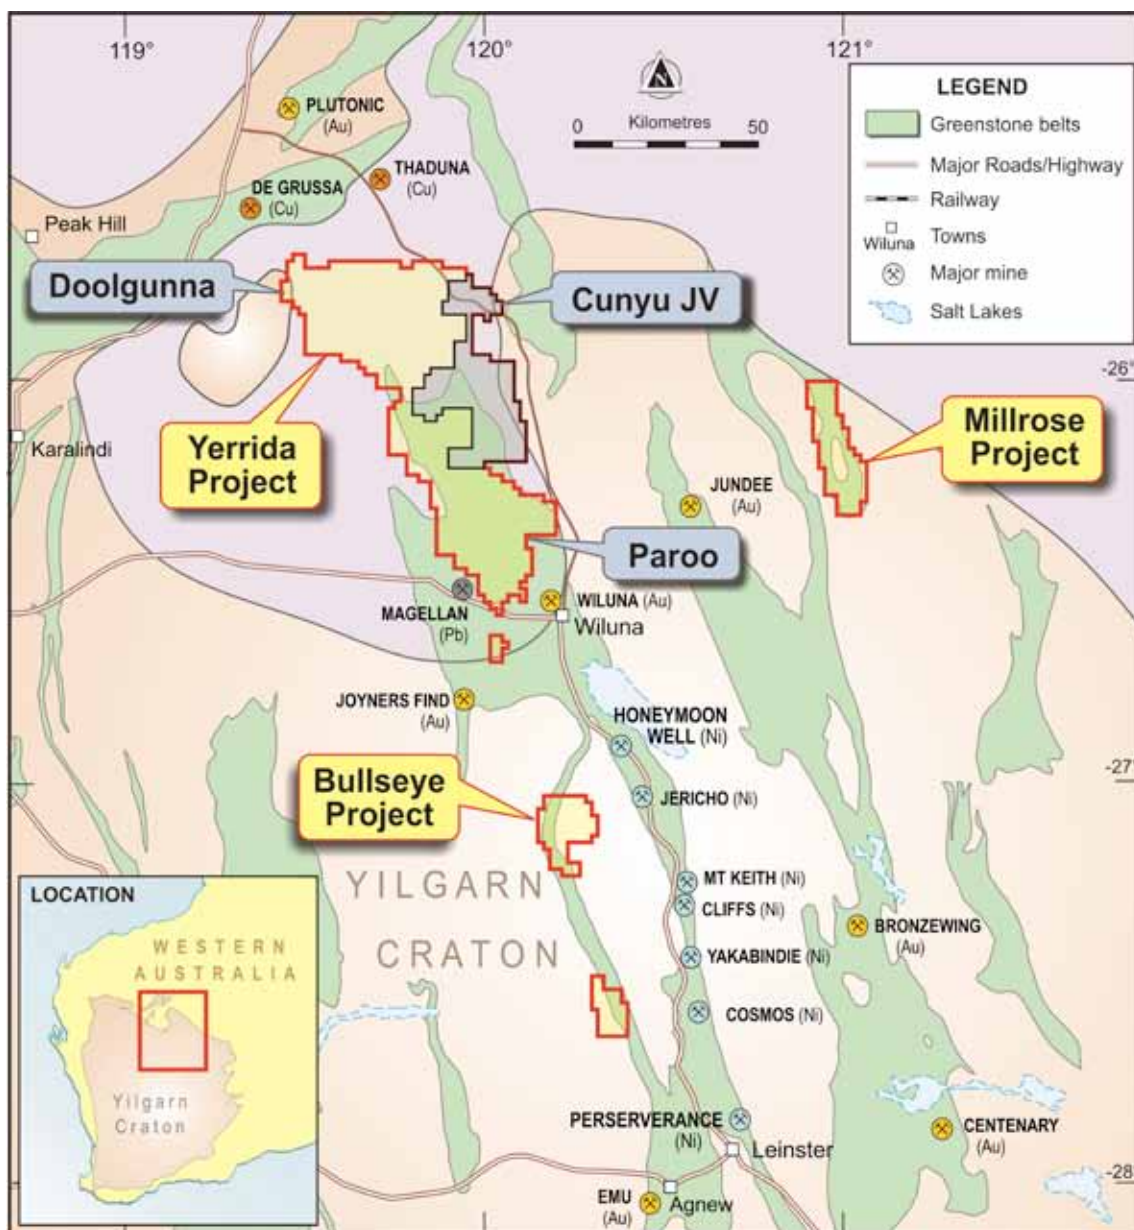 119°
120°
121°
N
0 Kilometres 50
LEGEND
Greenstone belts
Major Roads/Highway
Railway
Wiluna
Towns
Major mine
Salt Lakes
PLUTONIC
(Au)
THADUNA
(Cu)
DE GRUSSA
(Cu)
Peak Hill
Doolgunna
Cunyu JV
-26°
Yerrida
Project
Millrose
Project
Karalindi
JUNDEE
(Au)
Paroo
MAGELLAN
(Pb)
WILUNA (Au)
Wiluna
JOYNERS FIND
(Au)
HONEYMOON
WELL (Ni)
-27°
Bullseye
Project
JERICHO (Ni)
YILGARN
CRATON
MT KEITH (Ni)
CLIFFS (Ni)
BRONZEWING
(Au)
YAKABINDIE (Ni)
COSMOS (Ni)
LOCATION
WESTERN
AUSTRALIA
Yilgarn
Craton
PERSERVERANCE
(Ni)
Leinster
CENTENARY
(Au)
-28°
EMU
(Au)
Agnew